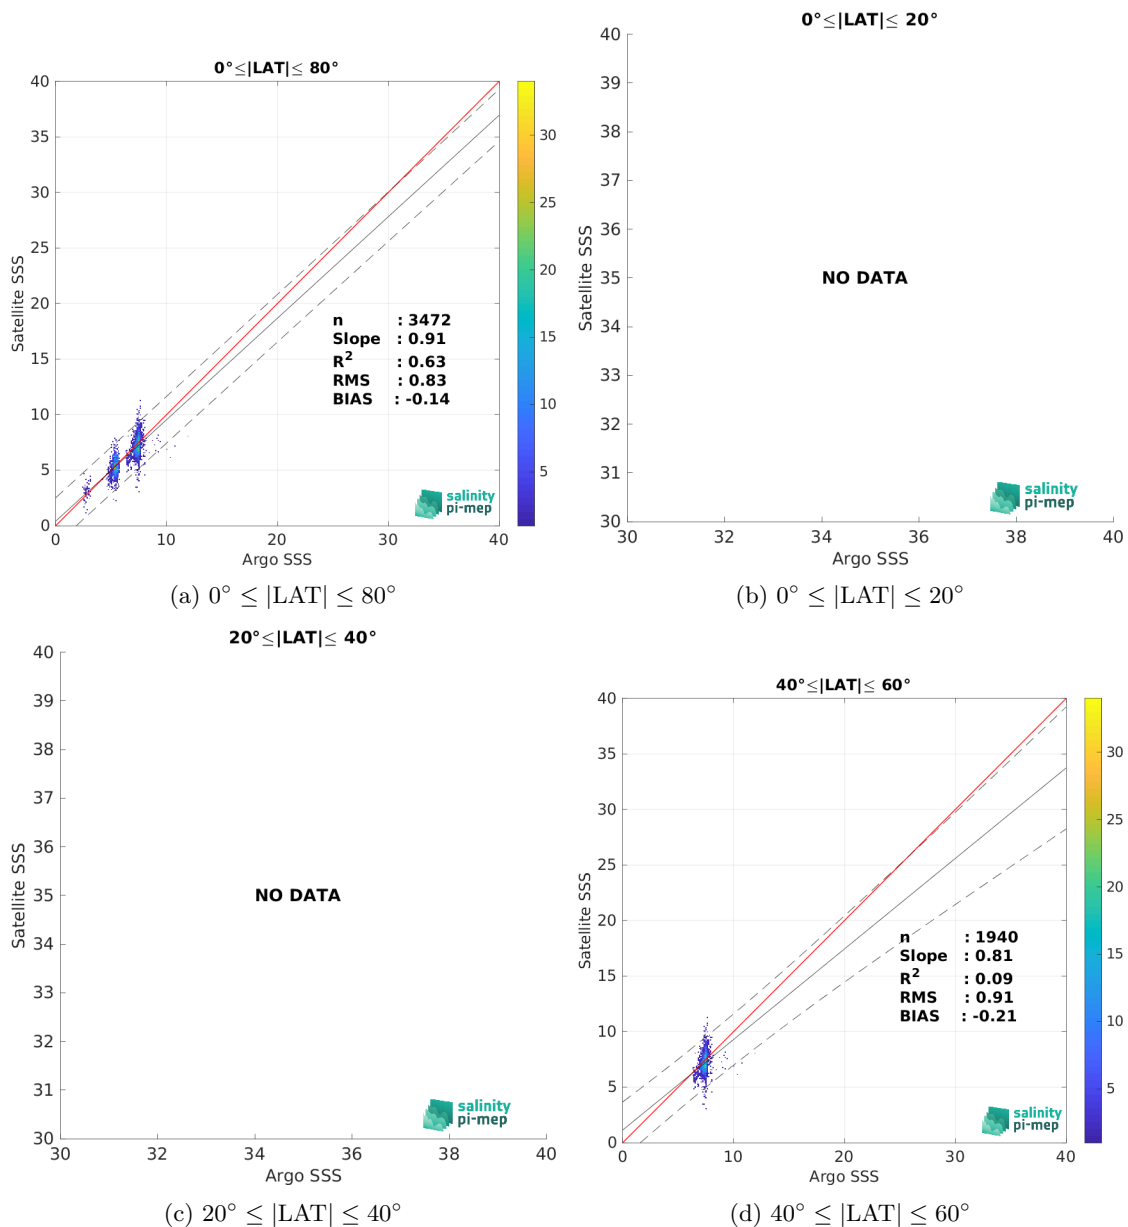 0°≤|LAT|≤ 80°
40
35
30
25
20
15
10
5
0
Satellite SSS
n : 3472
Slope : 0.91
R2 : 0.63
RMS : 0.83
BIAS : -0.14
salinity
pi-mep
0 10 20 30 40
Argo SSS
30
25
20
15
10
5
(a) 0° ≤ |LAT| ≤ 80°
0°≤|LAT|≤ 20°
40
39
38
37
36
35
34
33
32
31
30
Satellite SSS
NO DATA
salinity
pi-mep
30 32 34 36 38 40
Argo SSS
(b) 0° ≤ |LAT| ≤ 20°
20°≤|LAT|≤ 40°
40
39
38
37
36
35
34
33
32
31
30
Satellite SSS
NO DATA
salinity
pi-mep
30 32 34 36 38 40
Argo SSS
(c) 20° ≤ |LAT| ≤ 40°
40°≤|LAT|≤ 60°
40
35
30
25
20
15
10
5
0
Satellite SSS
n : 1940
Slope : 0.81
R2 : 0.09
RMS : 0.91
BIAS : -0.21
salinity
pi-mep
0 10 20 30 40
Argo SSS
30
25
20
15
10
5
(d) 40° ≤ |LAT| ≤ 60°